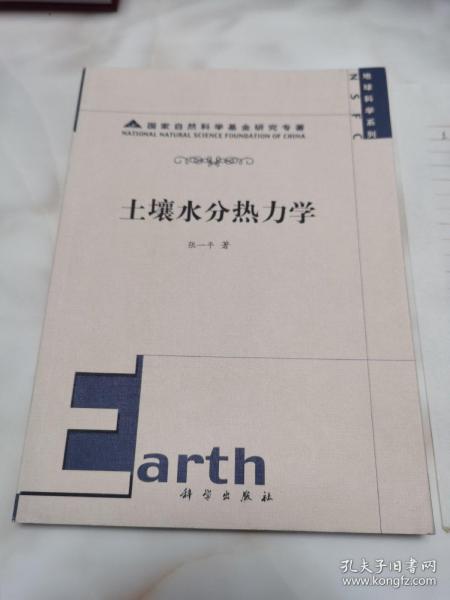 地球科学系列
NSFC
国家自然科学基金研究专著
NATIONAL NATURAL SCIENCE FOUNDATION OF CHINA
土壤水分热力学
张一平 著
Earth
科学出版社
孔夫子旧书网
www.kongfz.com